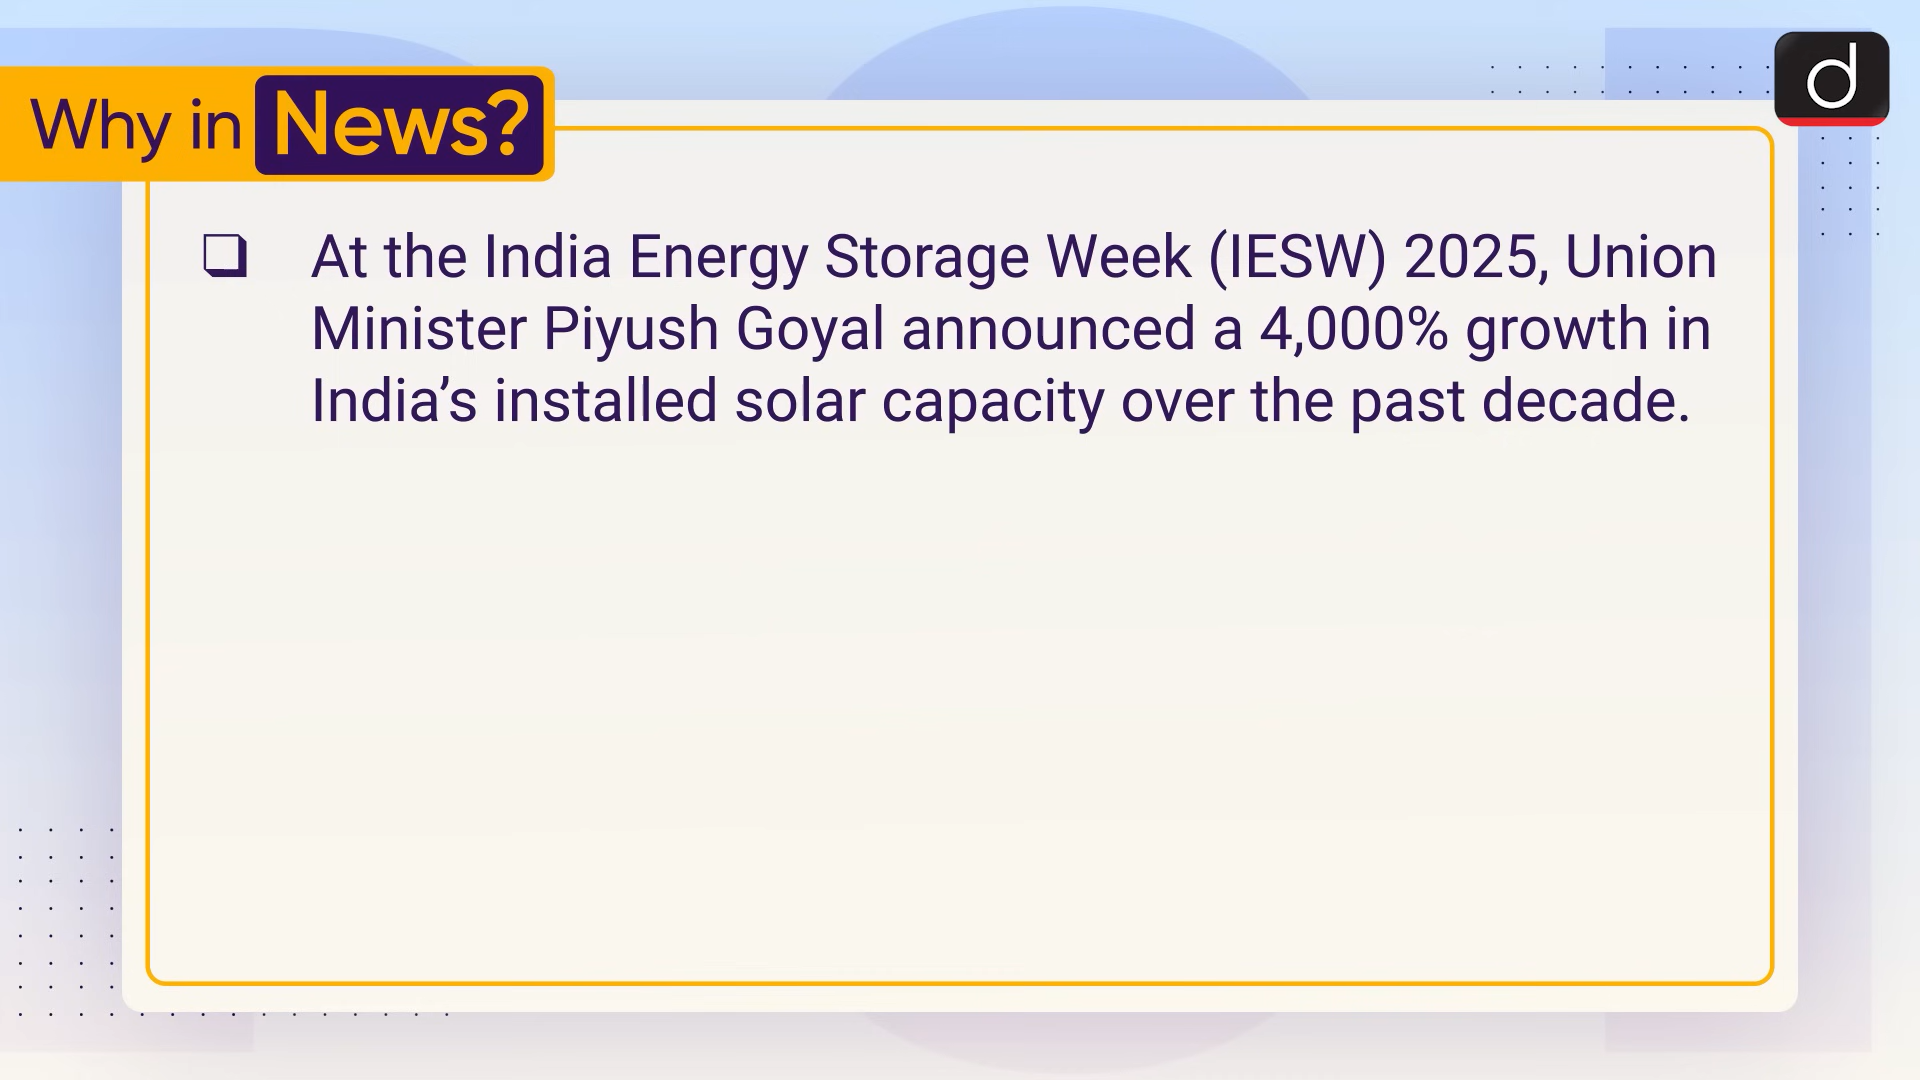 Why in News?
❑ At the India Energy Storage Week (IESW) 2025, Union
Minister Piyush Goyal announced a 4,000% growth in
India’s installed solar capacity over the past decade.
d